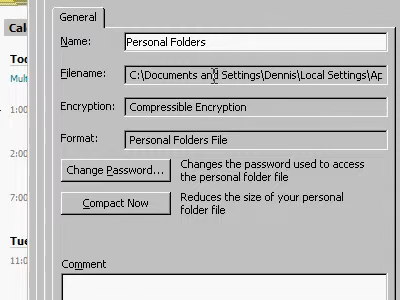 General
Cal
Name: Personal Folders
Filename: C:\Documents and Settings\Dennis\Local Settings\Ap
Encryption: Compressible Encryption
Format: Personal Folders File
Change Password... Changes the password used to access
the personal folder file
Compact Now Reduces the size of your personal
folder file
Comment
Too
Mult
1:00
2:00
7:00
Tue
11:0